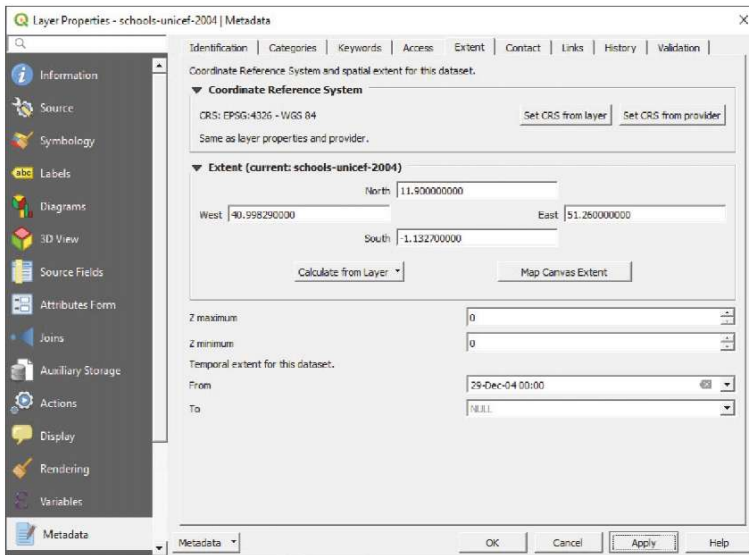 Layer Properties - schools-unicef-2004 | Metadata
Identification Categories Keywords Access Extent Contact Links History Validation
Information
Source
Symbology
abc Labels
Diagrams
3D View
Source Fields
Attributes Form
Joins
Auxiliary Storage
Actions
Display
Rendering
Variables
Metadata
Coordinate Reference System and spatial extent for this dataset.
Coordinate Reference System
CRS: EPSG:4326 - WGS 84 Set CRS from layer Set CRS from provider
Same as layer properties and provider.
Extent (current: schools-unicef-2004)
North 11.900000000
West 40.998290000 East 51.260000000
South -1.132700000
Calculate from Layer Map Canvas Extent
Z maximum 0
Z minimum 0
Temporal extent for this dataset.
From 29-Dec-04 00:00
To NULL
Metadata OK Cancel Apply Help